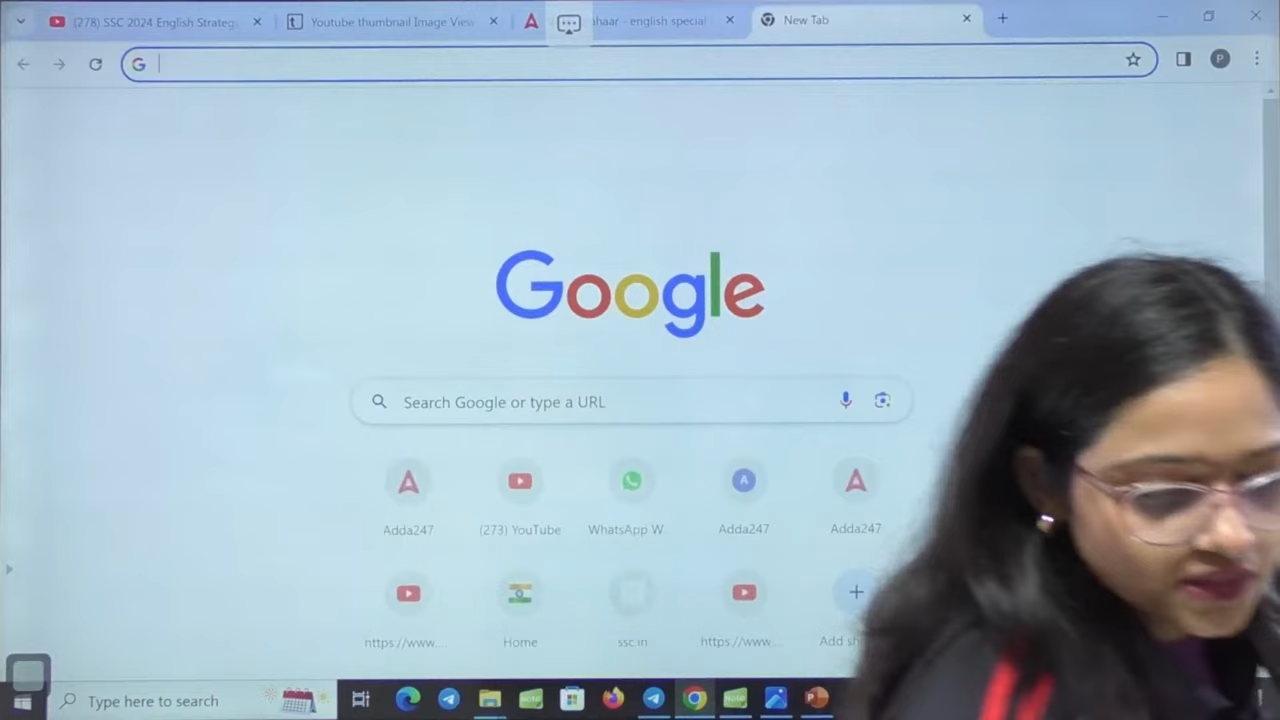 (278) SSC 2024 English Strateg
Youtube thumbnail Image View
haar - english special
New Tab
G
P
Google
Search Google or type a URL
Adda247
(273) YouTube
WhatsApp W
A
Adda247
Adda247
https://www...
Home
ssc.in
https://www...
Add sh
Type here to search